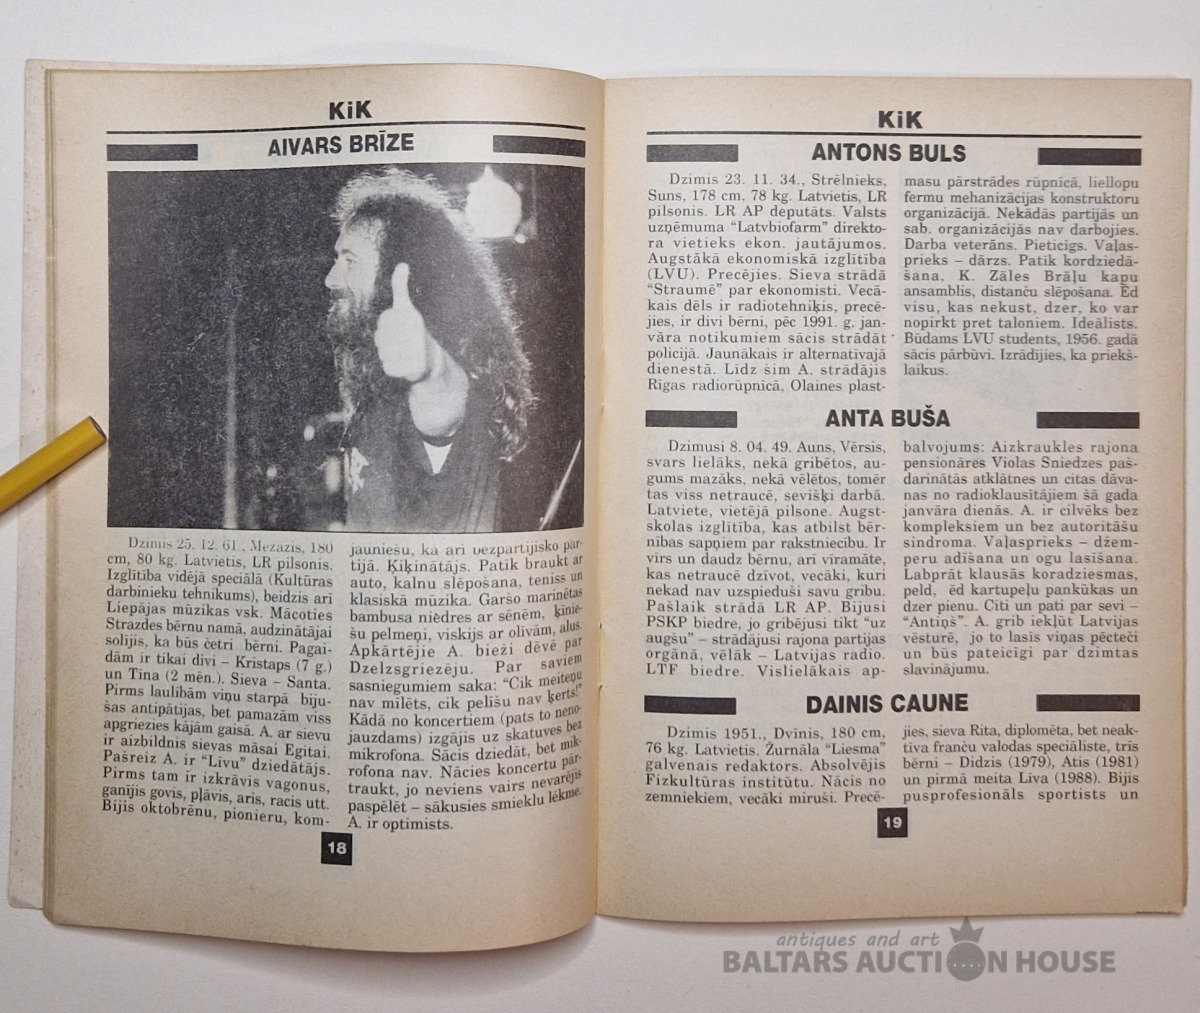 KiK
AIVARS BRĪZE
Dzimis 25. 12. 61., Mežāzis, 180
cm, 80 kg. Latvietis, LR pilsonis.
Izglītība vidējā speciālā (Kultūras
darbinieku tehnikums), beidzis arī
Liepājas mūzikas vsk. Mācoties
Strazdes bērnu namā, audzinātājai
solījis, ka būs četri bērni. Pagai-
dām ir tikai divi – Kristaps (7 g.)
un Tīna (2 mēn.). Sieva – Santa.
Pirms laulībām viņu starpā biju-
šas antipātijas, bet pamazām viss
apgriezies kājām gaisā. A. ar sievu
ir aizbildnis sievas māsai Egitai.
Pašreiz A. ir "Līvu" dziedātājs.
Pirms tam ir izkrāvis vagonus,
ganījis govis, pļāvis, aris, racis utt.
Bijis oktobrēnu, pionieru, kom-
jauniešu, kā arī bezpartijisko par-
tijā. Ķiķinātājs. Patīk braukt ar
auto, kalnu slēpošana, teniss un
klasiskā mūzika. Garšo marinētas
bambusa niedres ar sēnēm, ķīnie-
šu pelmeņi, viskijs ar olīvām, alus.
Apkārtējie A. bieži dēvē par
Dzelzsgriezēju. Par saviem
sasniegumiem saka: "Cik meiteņu
nav mīlēts, cik pelīšu nav ķerts!"
Kādā no koncertiem (pats to neno-
jauzdams) izgājis uz skatuves bez
mikrofona. Sācis dziedāt, bet mik-
rofona nav. Nācies koncertu pār-
traukt, jo neviens vairs nevarējis
paspēlēt – sākusies smieklu lēkme.
A. ir optimists.
18
KiK
ANTONS BULS
Dzimis 23. 11. 34., Strēlnieks,
Suns, 178 cm, 78 kg. Latvietis, LR
pilsonis. LR AP deputāts. Valsts
uzņēmuma "Latvbiofarm" direkto-
ra vietieks ekon. jautājumos.
Augstākā ekonomiskā izglītība
(LVU). Precējies. Sieva strādā
"Straumē" par ekonomisti. Vecā-
kais dēls ir radiotehniķis, precē-
jies, ir divi bērni, pēc 1991. g. jan-
vāra notikumiem sācis strādāt
policijā. Jaunākais ir alternatīvajā
dienestā. Līdz šim A. strādājis
Rīgas radiorūpnīcā, Olaines plast-
masu pārstrādes rūpnīcā, liellopu
fermu mehanizācijas konstruktoru
organizācijā. Nekādās partijās un
sab. organizācijās nav darbojies.
Darba veterāns. Pieticīgs. Vaļas-
prieks – dārzs. Patīk kordziedā-
šana, K. Zāles Brāļu kapu
ansamblis, distanču slēpošana. Ēd
visu, kas nekust, dzer, ko var
nopirkt pret taloniem. Ideālists.
Būdams LVU students, 1956. gadā
sācis pārbūvi. Izrādījies, ka priekš-
laikus.
ANTA BUŠA
Dzimusi 8. 04. 49. Auns, Vērsis,
svars lielāks, nekā gribētos, au-
gums mazāks, nekā vēlētos, tomēr
tas viss netraucē, sevišķi darbā.
Latviete, vietējā pilsone. Augst-
skolas izglītība, kas atbilst bēr-
nības sapņiem par rakstniecību. Ir
vīrs un daudz bērnu, arī vīramāte,
kas netraucē dzīvot, vecāki, kuri
nekad nav uzspieduši savu gribu.
Pašlaik strādā LR AP. Bijusi
PSKP biedre, jo gribējusi tikt "uz
augšu" – strādājusi rajona partijas
orgānā, vēlāk – Latvijas radio.
LTF biedre. Vislielākais ap-
balvojums: Aizkraukles rajona
pensionāres Violas Sniedzes paš-
darinātās atklātnes un citas dāva-
nas no radioklausītājiem šā gada
janvāra dienās. A. ir cilvēks bez
kompleksiem un bez autoritāšu
sindroma. Vaļasprieks – džem-
peru adīšana un ogu lasīšana.
Labprāt klausās koradziesmas,
peld, ēd kartupeļu pankūkas un
dzer pienu. Citi un pati par sevi –
"Antiņš". A. grib iekļūt Latvijas
vēsturē, jo to lasīs viņas pēcteči
un būs pateicīgi par dzimtas
slavinājumu.
DAINIS CAUNE
Dzimis 1951., Dvīnis, 180 cm,
76 kg. Latvietis. Žurnāla "Liesma"
galvenais redaktors. Absolvējis
Fizkultūras institūtu. Nācis no
zemniekiem, vecāki miruši. Precē-
jies, sieva Rita, diplomēta, bet neak-
tīva franču valodas speciāliste, trīs
bērni – Didzis (1979), Atis (1981)
un pirmā meita Līva (1988). Bijis
pusprofesionāls sportists un
19
antiques and art
BALTARS AUCTION HOUSE